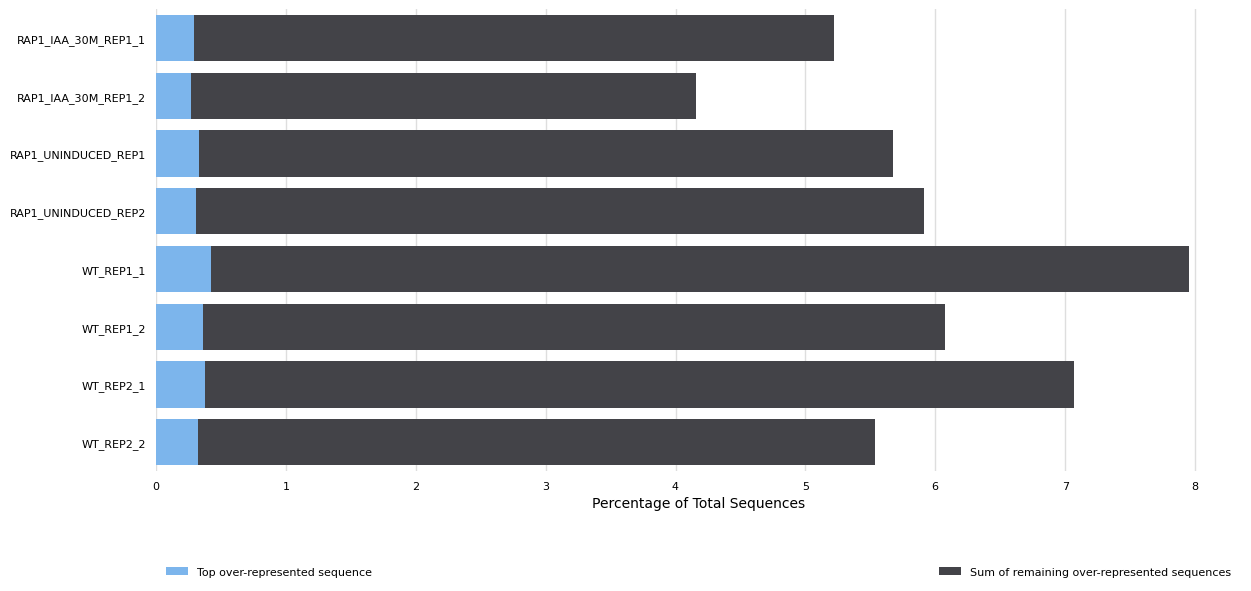 RAP1_IAA_30M_REP1_1
RAP1_IAA_30M_REP1_2
RAP1_UNINDUCED_REP1
RAP1_UNINDUCED_REP2
WT_REP1_1
WT_REP1_2
WT_REP2_1
WT_REP2_2
0 1 2 3 4 5 6 7 8
Percentage of Total Sequences
Top over-represented sequence Sum of remaining over-represented sequences